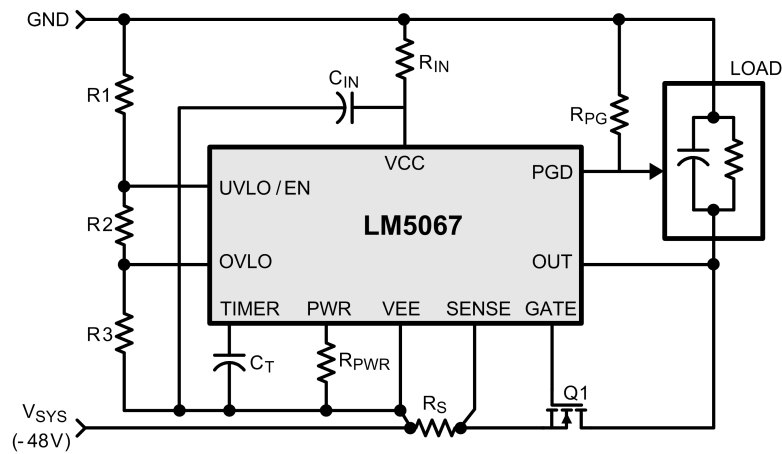 GND
R1
R2
R3
CIN
RIN
RPG
LOAD
VCC
UVLO / EN
PGD
LM5067
OVLO
OUT
TIMER
PWR
VEE
SENSE
GATE
CT
RPWR
RS
Q1
VSYS
(-48V)